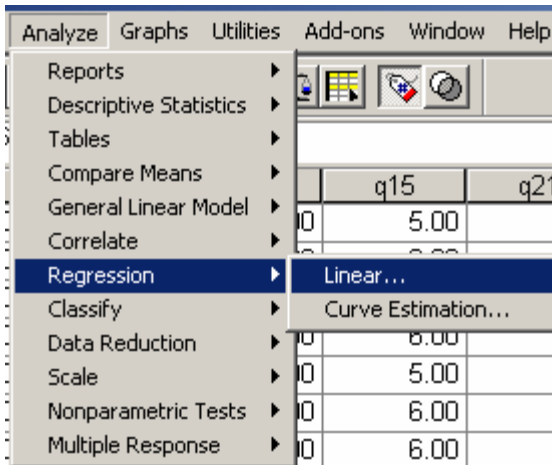 Analyze Graphs Utilities Add-ons Window Help
Reports
Descriptive Statistics
Tables
Compare Means
q15 q21
General Linear Model
5.00
Correlate
Regression
Linear...
Classify
Curve Estimation...
Data Reduction
6.00
Scale
5.00
Nonparametric Tests
6.00
Multiple Response
6.00